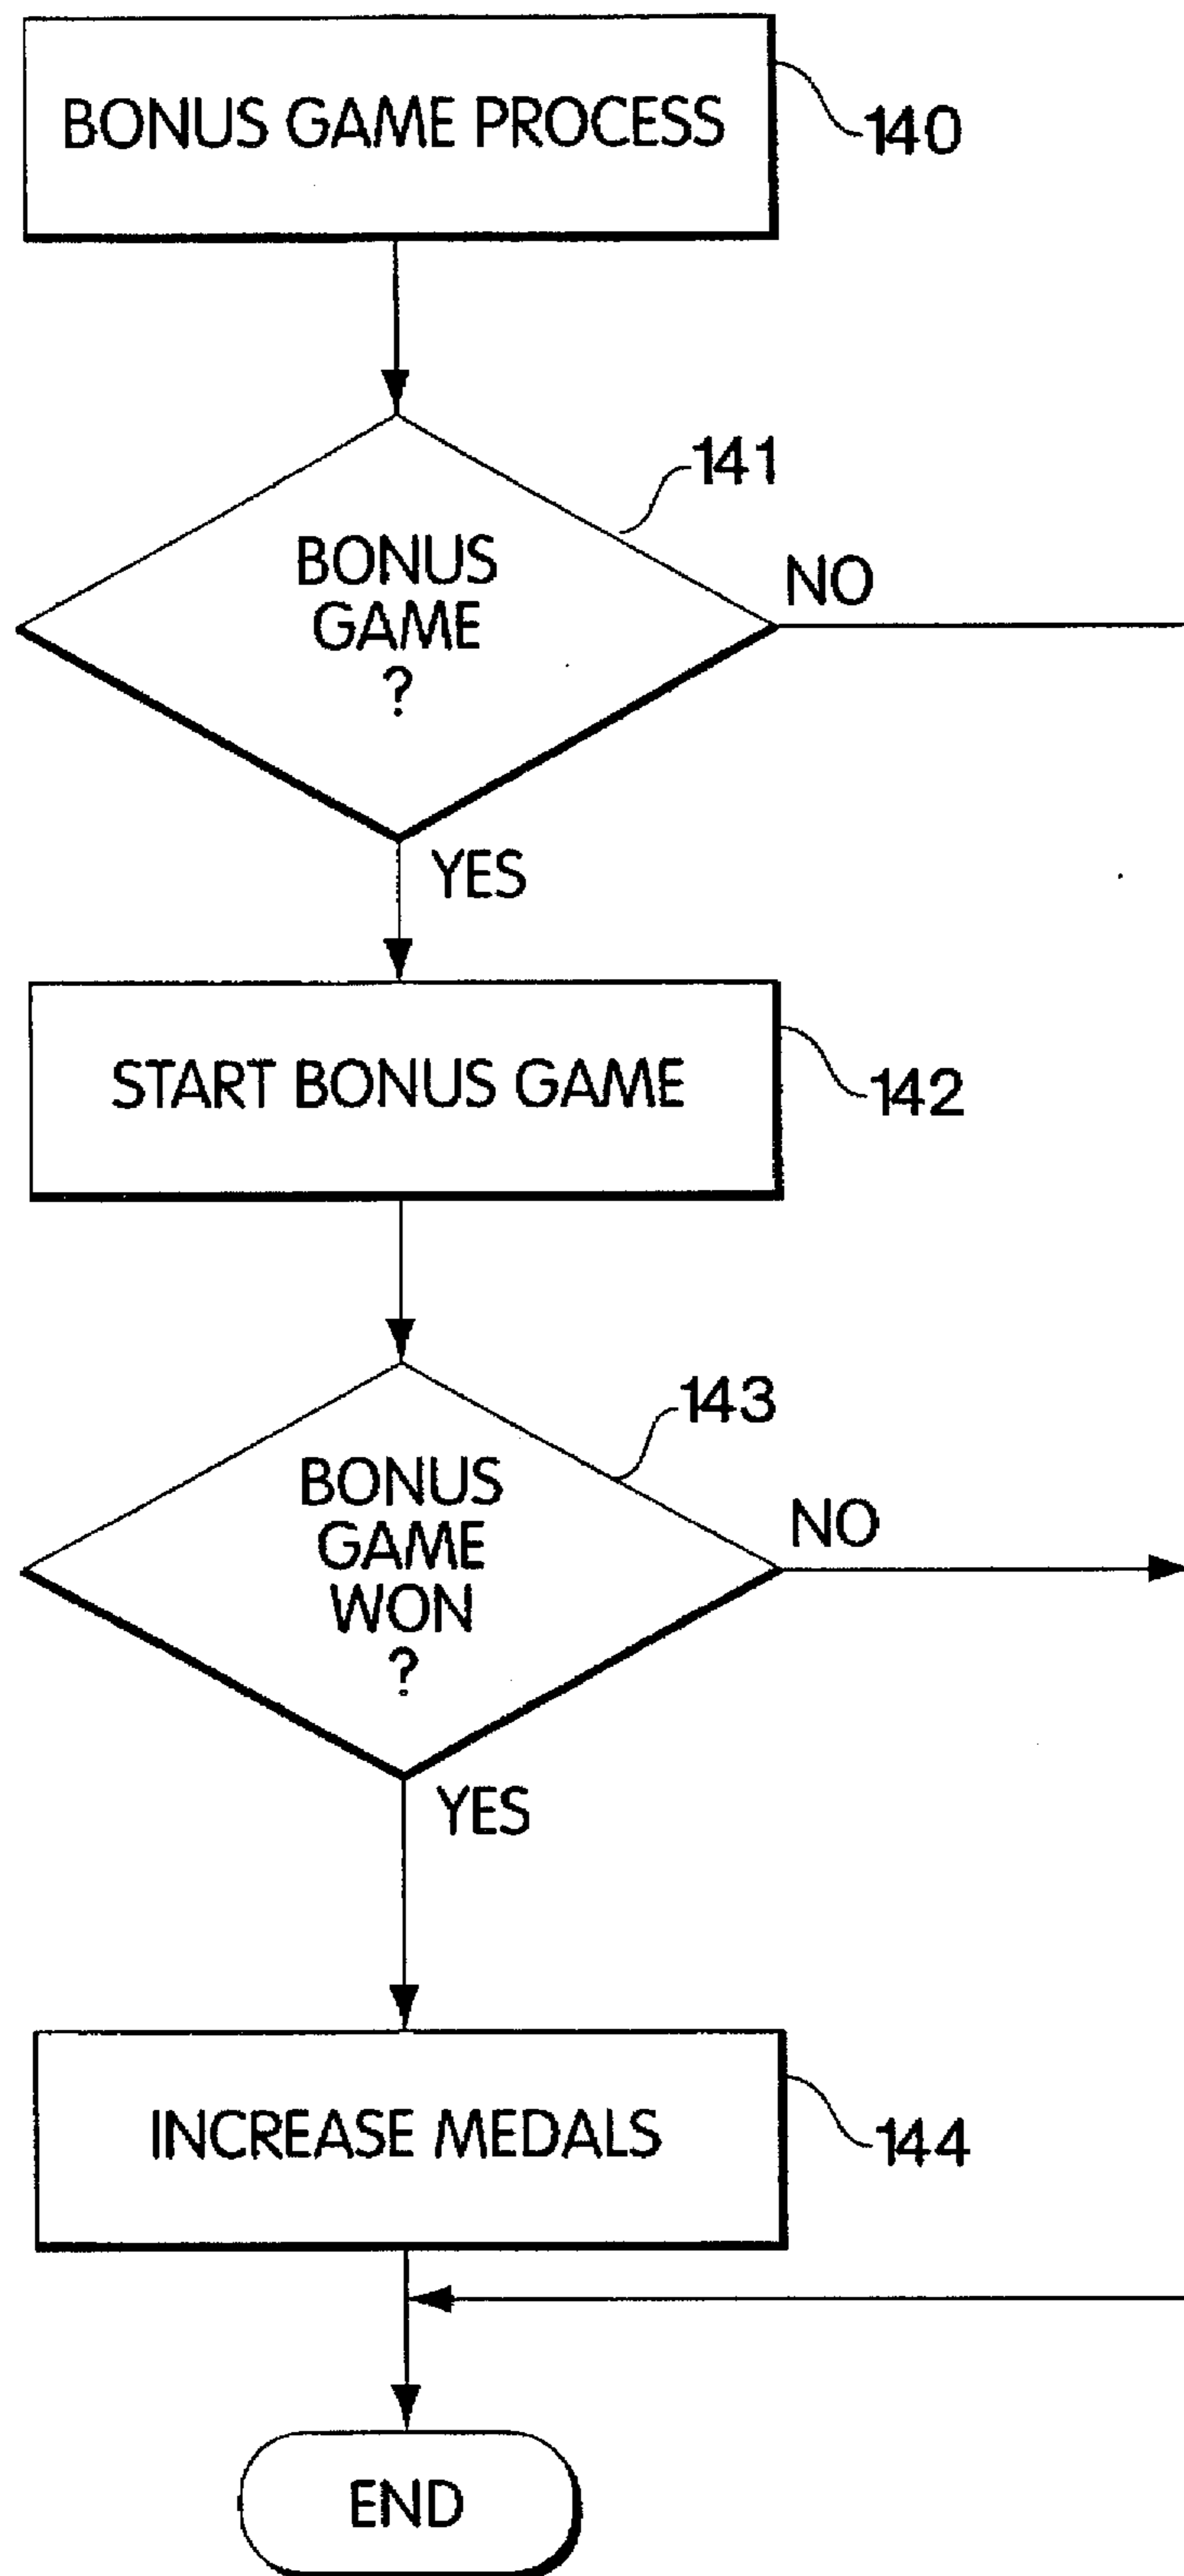 BONUS GAME PROCESS
140
141
BONUS
GAME
?
NO
YES
START BONUS GAME
142
143
BONUS
GAME
WON
?
NO
YES
INCREASE MEDALS
144
END